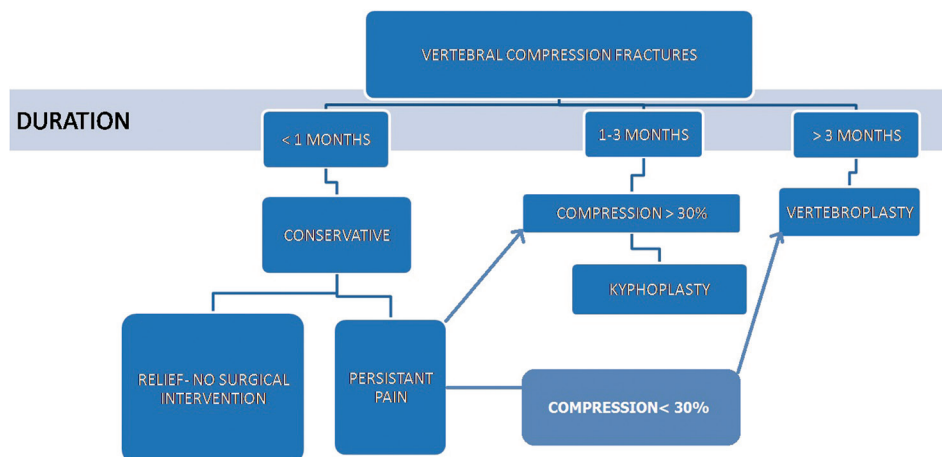 VERTEBRAL COMPRESSION FRACTURES
DURATION
< 1 MONTHS
1-3 MONTHS
> 3 MONTHS
CONSERVATIVE
COMPRESSION > 30%
VERTEBROPLASTY
KYPHOPLASTY
RELIEF- NO SURGICAL
INTERVENTION
PERSISTANT
PAIN
COMPRESSION< 30%